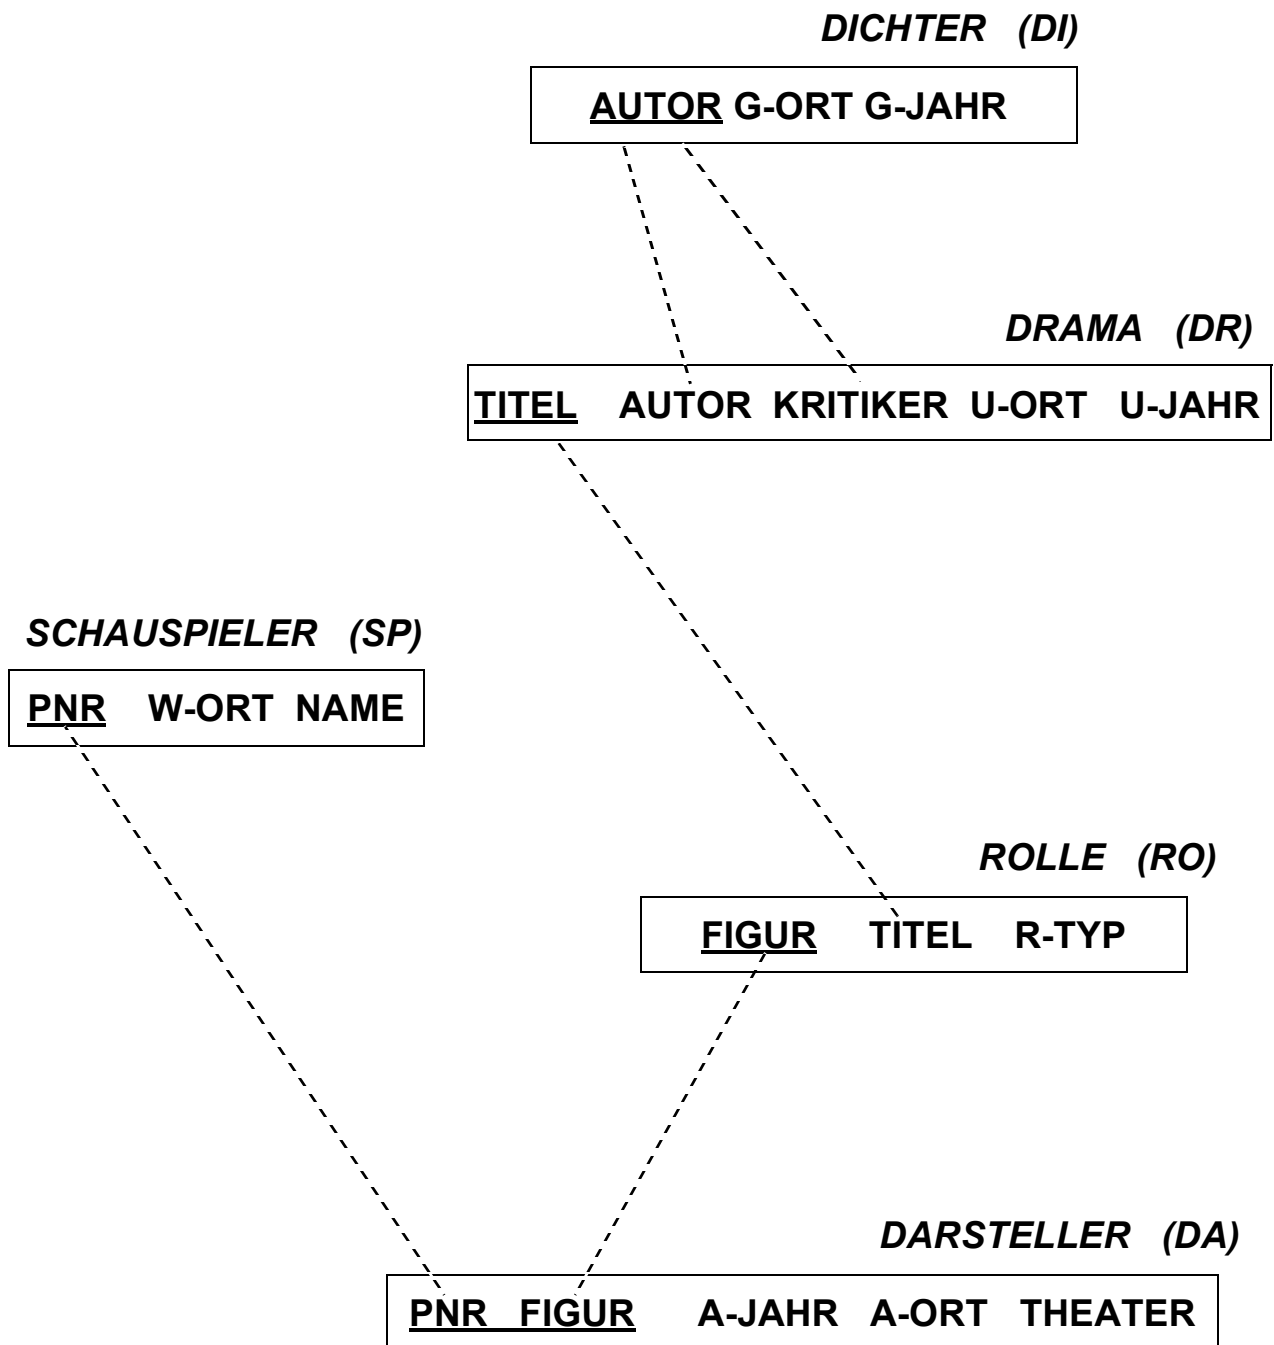 DICHTER (DI)
AUTOR G-ORT G-JAHR
DRAMA (DR)
TITEL AUTOR KRITIKER U-ORT U-JAHR
SCHAUSPIELER (SP)
PNR W-ORT NAME
ROLLE (RO)
FIGUR TITEL R-TYP
DARSTELLER (DA)
PNR FIGUR A-JAHR A-ORT THEATER